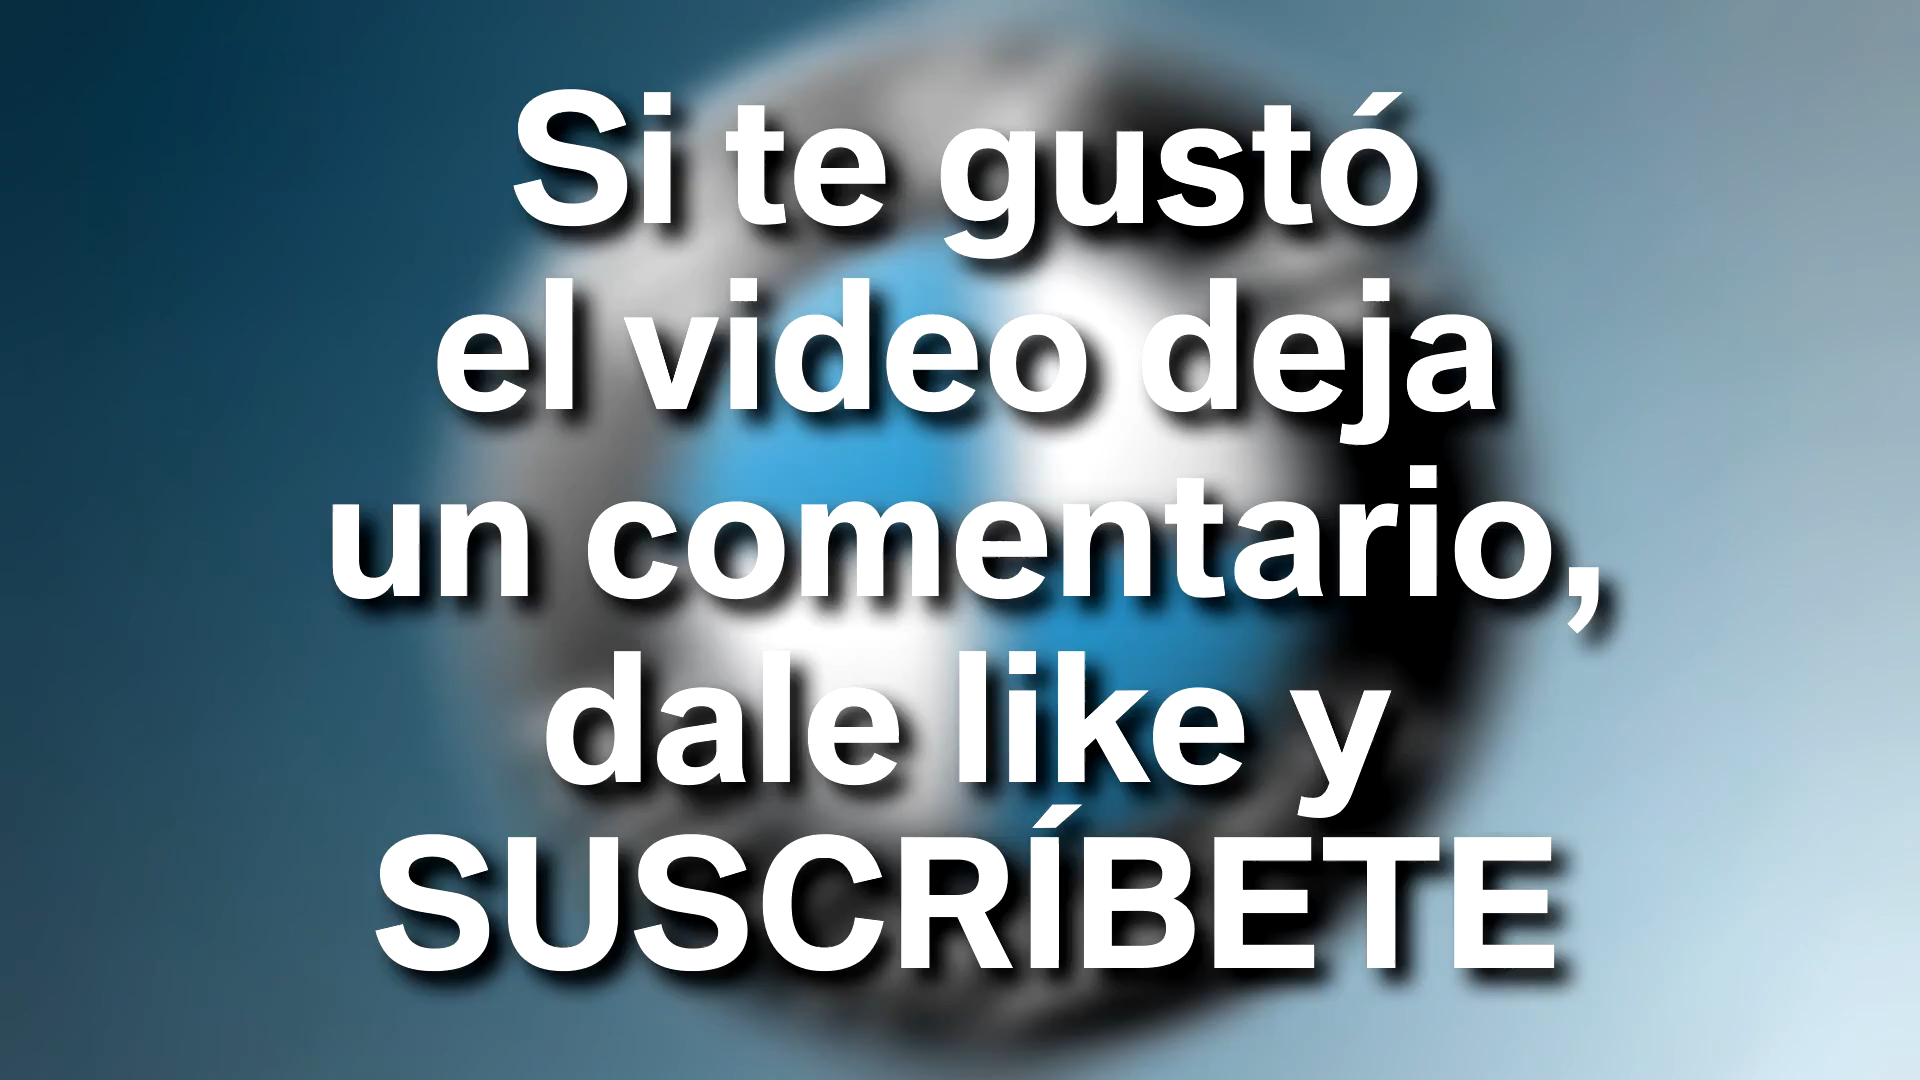 Si te gustó
el video deja
un comentario,
dale like y
SUSCRÍBETE